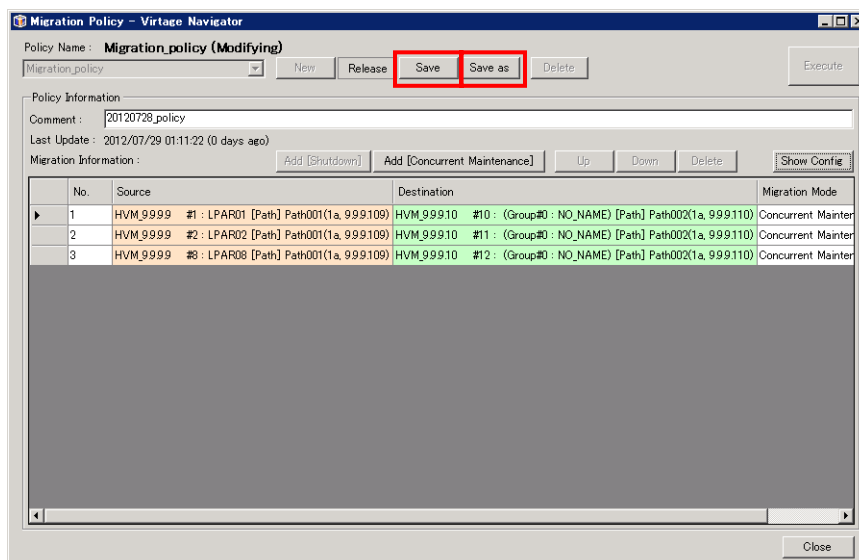 Migration Policy - Virtage Navigator
Policy Name : Migration_policy (Modifying)
Migration_policy New Release Save Save as Delete Execute
Policy Information
Comment : 20120728_policy
Last Update : 2012/07/29 01:11:22 (0 days ago)
Migration Information : Add [Shutdown] Add [Concurrent Maintenance] Up Down Delete Show Config
No. Source Destination Migration Mode
1 HVM_9.9.9.9 #1 : LPAR01 [Path] Path001(1a, 9.9.9.109) HVM_9.9.9.10 #10 : (Group#0 : NO_NAME) [Path] Path002(1a, 9.9.9.110) Concurrent Mainter
2 HVM_9.9.9.9 #2 : LPAR02 [Path] Path001(1a, 9.9.9.109) HVM_9.9.9.10 #11 : (Group#0 : NO_NAME) [Path] Path002(1a, 9.9.9.110) Concurrent Mainter
3 HVM_9.9.9.9 #8 : LPAR08 [Path] Path001(1a, 9.9.9.109) HVM_9.9.9.10 #12 : (Group#0 : NO_NAME) [Path] Path002(1a, 9.9.9.110) Concurrent Mainter
Close